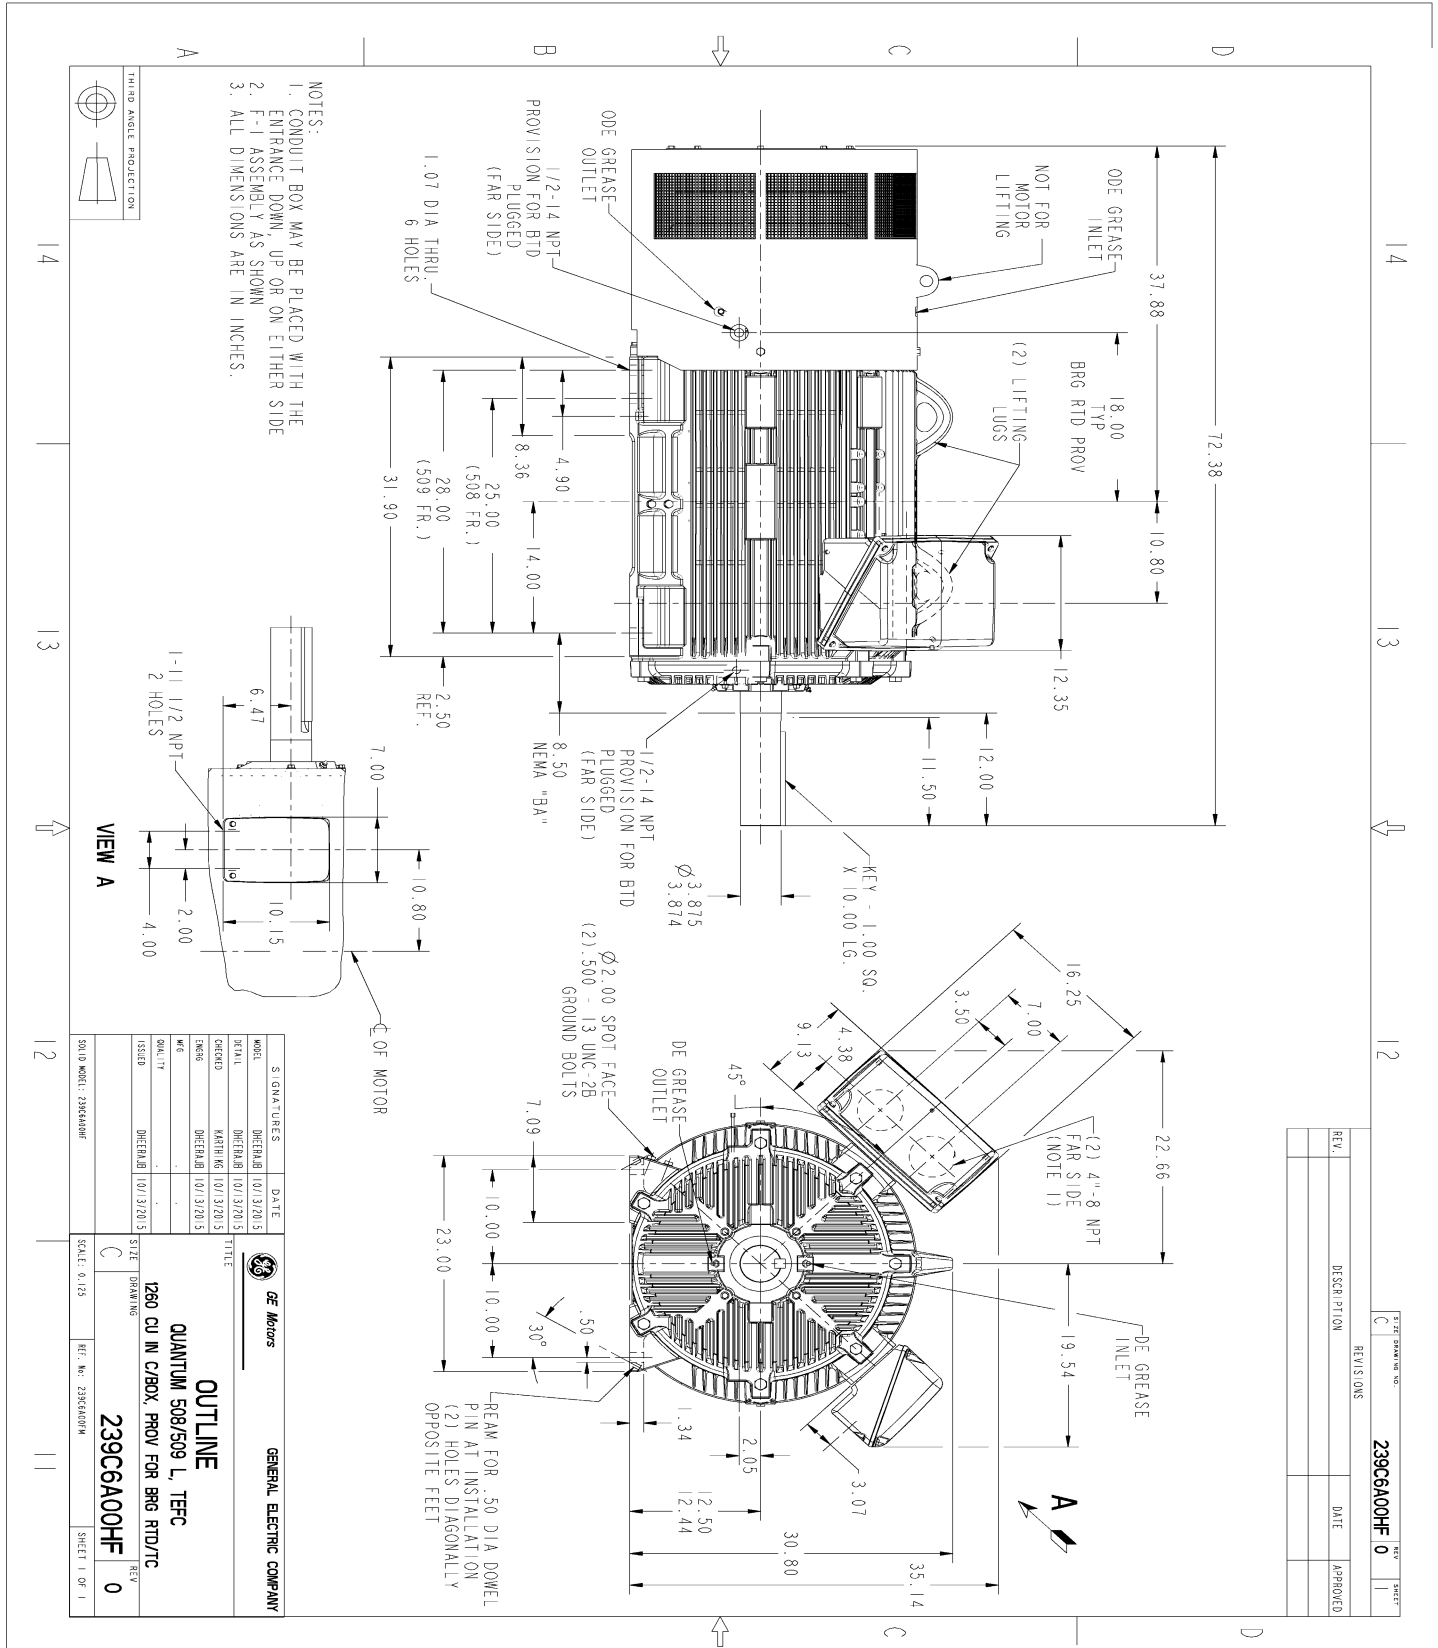 SIZE
C
DRAWING NO.
239C6A00HF
REV
0
SHEET
1
REVISIONS
REV.
DESCRIPTION
DATE
APPROVED
A
B
C
D
14
13
12
11
14
13
12
C
D
THIRD ANGLE PROJECTION
NOTES:
1. CONDUIT BOX MAY BE PLACED WITH THE
ENTRANCE DOWN, UP OR ON EITHER SIDE
2. F-1 ASSEMBLY AS SHOWN
3. ALL DIMENSIONS ARE IN INCHES.
72.38
37.88
10.80
18.00
TYP
BRG RTD PROV
ODE GREASE
INLET
NOT FOR
MOTOR
LIFTING
(2) LIFTING
LUGS
12.35
12.00
11.50
ODE GREASE
OUTLET
1/2-14 NPT
PROVISION FOR BTD
PLUGGED
(FAR SIDE)
1.07 DIA THRU.
6 HOLES
4.90
8.36
14.00
25.00
(508 FR.)
28.00
(509 FR.)
31.90
2.50
REF.
8.50
NEMA "BA"
1/2-14 NPT
PROVISION FOR BTD
PLUGGED
(FAR SIDE)
KEY - 1.00 SQ.
X 10.00 LG.
Ø 3.875
3.874
1-11 1/2 NPT
2 HOLES
6.47
7.00
10.80
10.15
2.00
4.00
VIEW A
℄ OF MOTOR
16.25
7.00
3.50
4.38
9.13
45°
22.66
19.54
(2) 4"-8 NPT
FAR SIDE
(NOTE 1)
DE GREASE
INLET
DE GREASE
OUTLET
Ø 2.00 SPOT FACE
(2) .500 - 13 UNC-2B
GROUND BOLTS
7.09
10.00
10.00
23.00
.50
30°
1.34
2.05
3.07
12.50
12.44
30.80
35.14
A
REAM FOR .50 DIA DOWEL
PIN AT INSTALLATION
(2) HOLES DIAGONALLY
OPPOSITE FEET
SIGNATURES
DATE
MODEL DHEERAJB 10/13/2015
DETAIL DHEERAJB 10/13/2015
CHECKED KARTHIKG 10/13/2015
ENGRG DHEERAJB 10/13/2015
MFG . .
QUALITY . .
ISSUED DHEERAJB 10/13/2015
SOLID MODEL: 239C6A00HF
GE Motors
GENERAL ELECTRIC COMPANY
TITLE
OUTLINE
QUANTUM 508/509 L, TEFC
1260 CU IN C/BOX, PROV FOR BRG RTD/TC
SIZE
C
DRAWING
239C6A00HF
REV
0
SCALE: 0.125
REF. No: 239C6A00FM
SHEET 1 OF 1